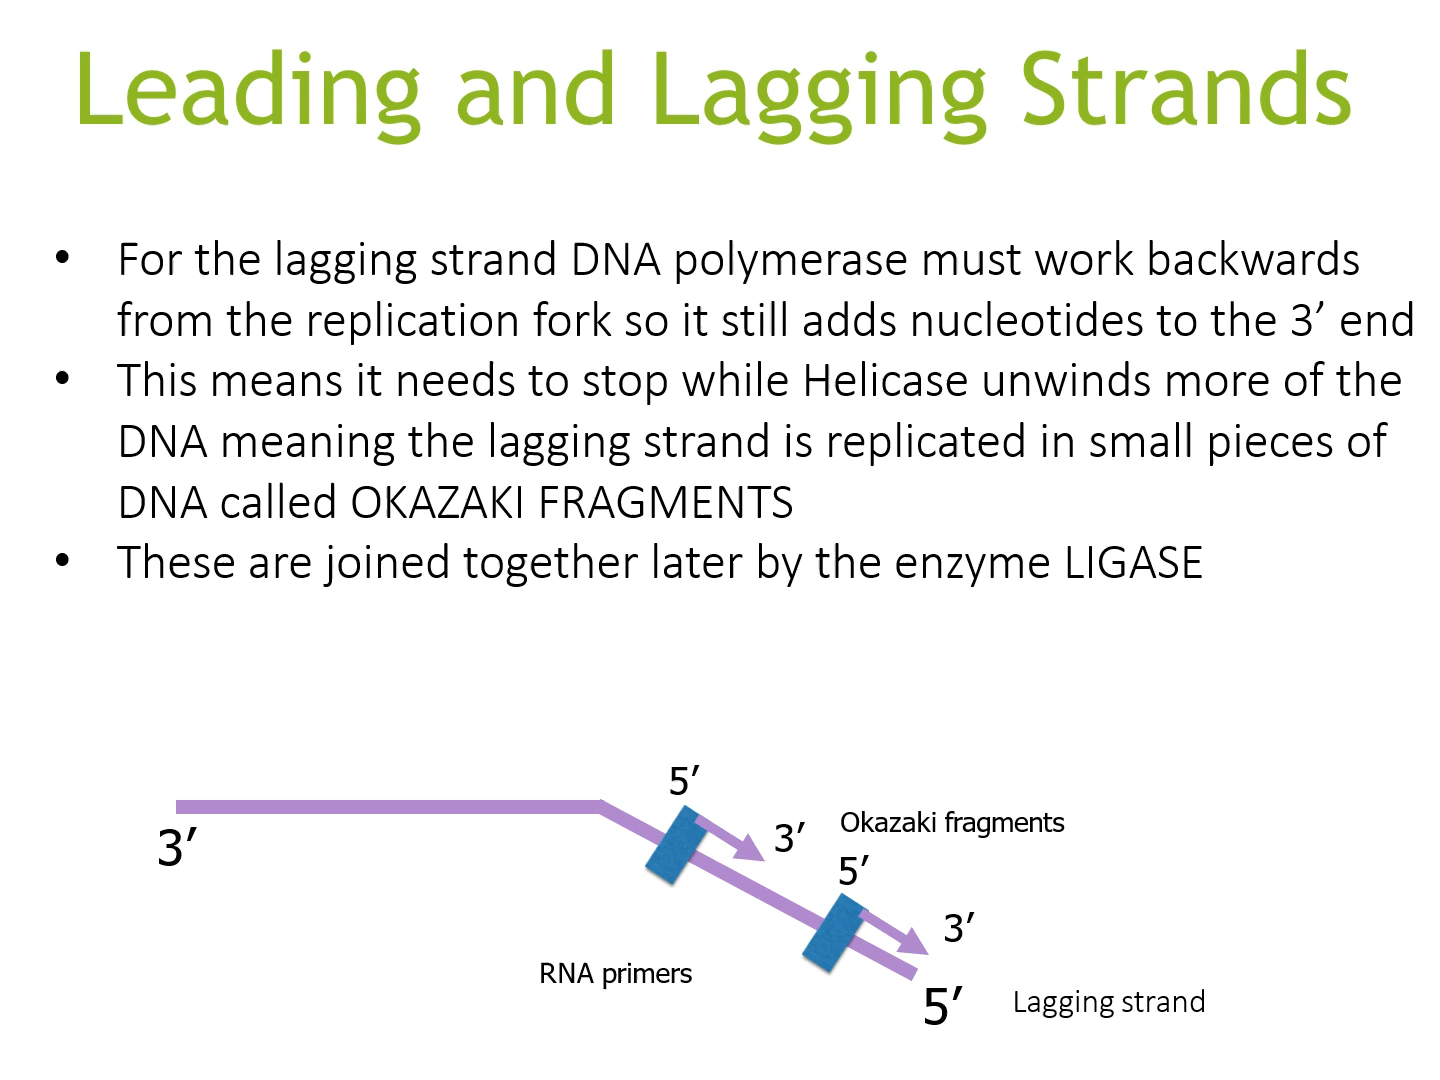 Leading and Lagging Strands
• For the lagging strand DNA polymerase must work backwards
from the replication fork so it still adds nucleotides to the 3’ end
• This means it needs to stop while Helicase unwinds more of the
DNA meaning the lagging strand is replicated in small pieces of
DNA called OKAZAKI FRAGMENTS
• These are joined together later by the enzyme LIGASE
5’
3’
3’
Okazaki fragments
5’
3’
RNA primers
5’
Lagging strand